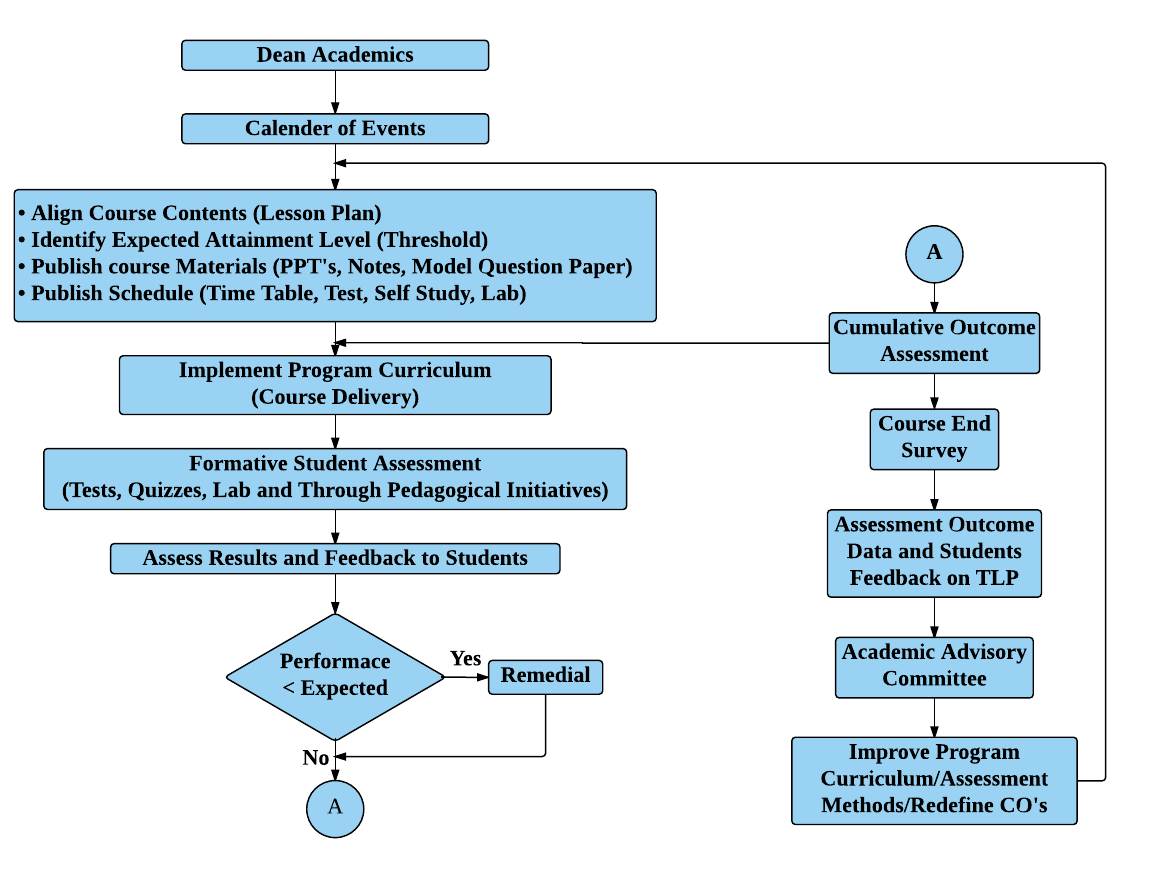 Dean Academics
Calender of Events
• Align Course Contents (Lesson Plan)
• Identify Expected Attainment Level (Threshold)
• Publish course Materials (PPT's, Notes, Model Question Paper)
• Publish Schedule (Time Table, Test, Self Study, Lab)
Implement Program Curriculum
(Course Delivery)
Formative Student Assessment
(Tests, Quizzes, Lab and Through Pedagogical Initiatives)
Assess Results and Feedback to Students
Performace
< Expected
Yes
Remedial
No
A
A
Cumulative Outcome
Assessment
Course End
Survey
Assessment Outcome
Data and Students
Feedback on TLP
Academic Advisory
Committee
Improve Program
Curriculum/Assessment
Methods/Redefine CO's